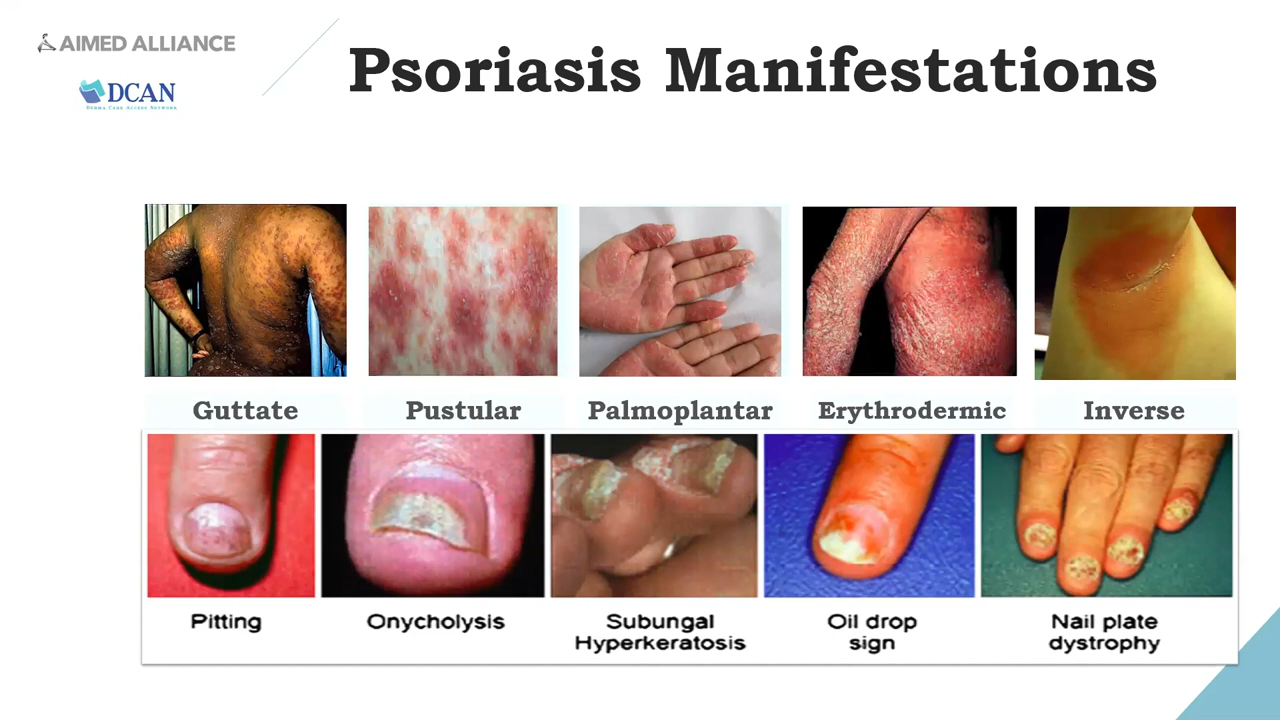 AIMED ALLIANCE
DCAN
DERMA CARE ACCESS NETWORK
Psoriasis Manifestations
Guttate
Pustular
Palmoplantar
Erythrodermic
Inverse
Pitting
Onycholysis
Subungal
Hyperkeratosis
Oil drop
sign
Nail plate
dystrophy